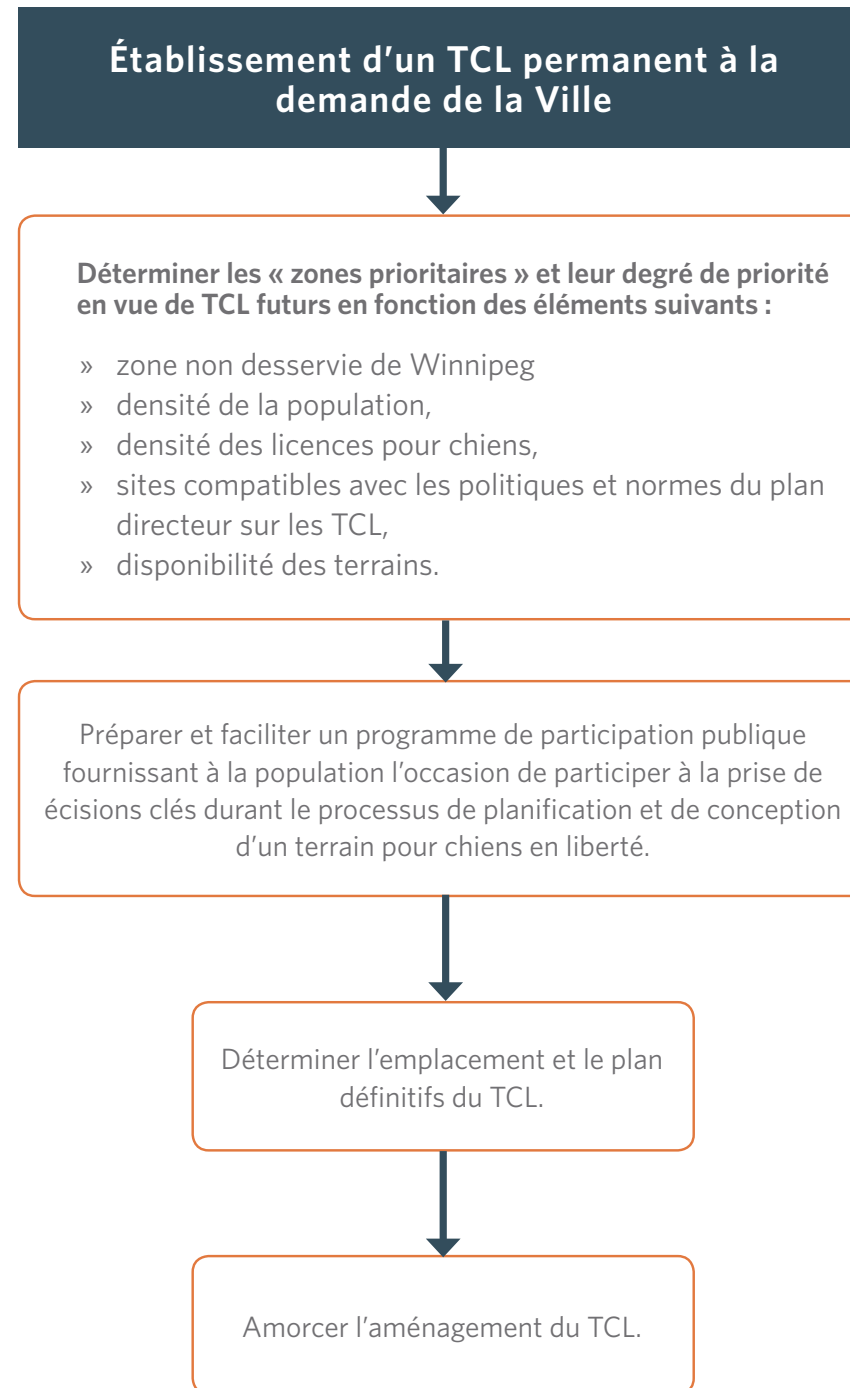 Établissement d'un TCL permanent à la
demande de la Ville
Déterminer les « zones prioritaires » et leur degré de priorité
en vue de TCL futurs en fonction des éléments suivants :
» zone non desservie de Winnipeg
» densité de la population,
» densité des licences pour chiens,
» sites compatibles avec les politiques et normes du plan
directeur sur les TCL,
» disponibilité des terrains.
Préparer et faciliter un programme de participation publique
fournissant à la population l'occasion de participer à la prise de
écisions clés durant le processus de planification et de conception
d'un terrain pour chiens en liberté.
Déterminer l'emplacement et le plan
définitifs du TCL.
Amorcer l'aménagement du TCL.